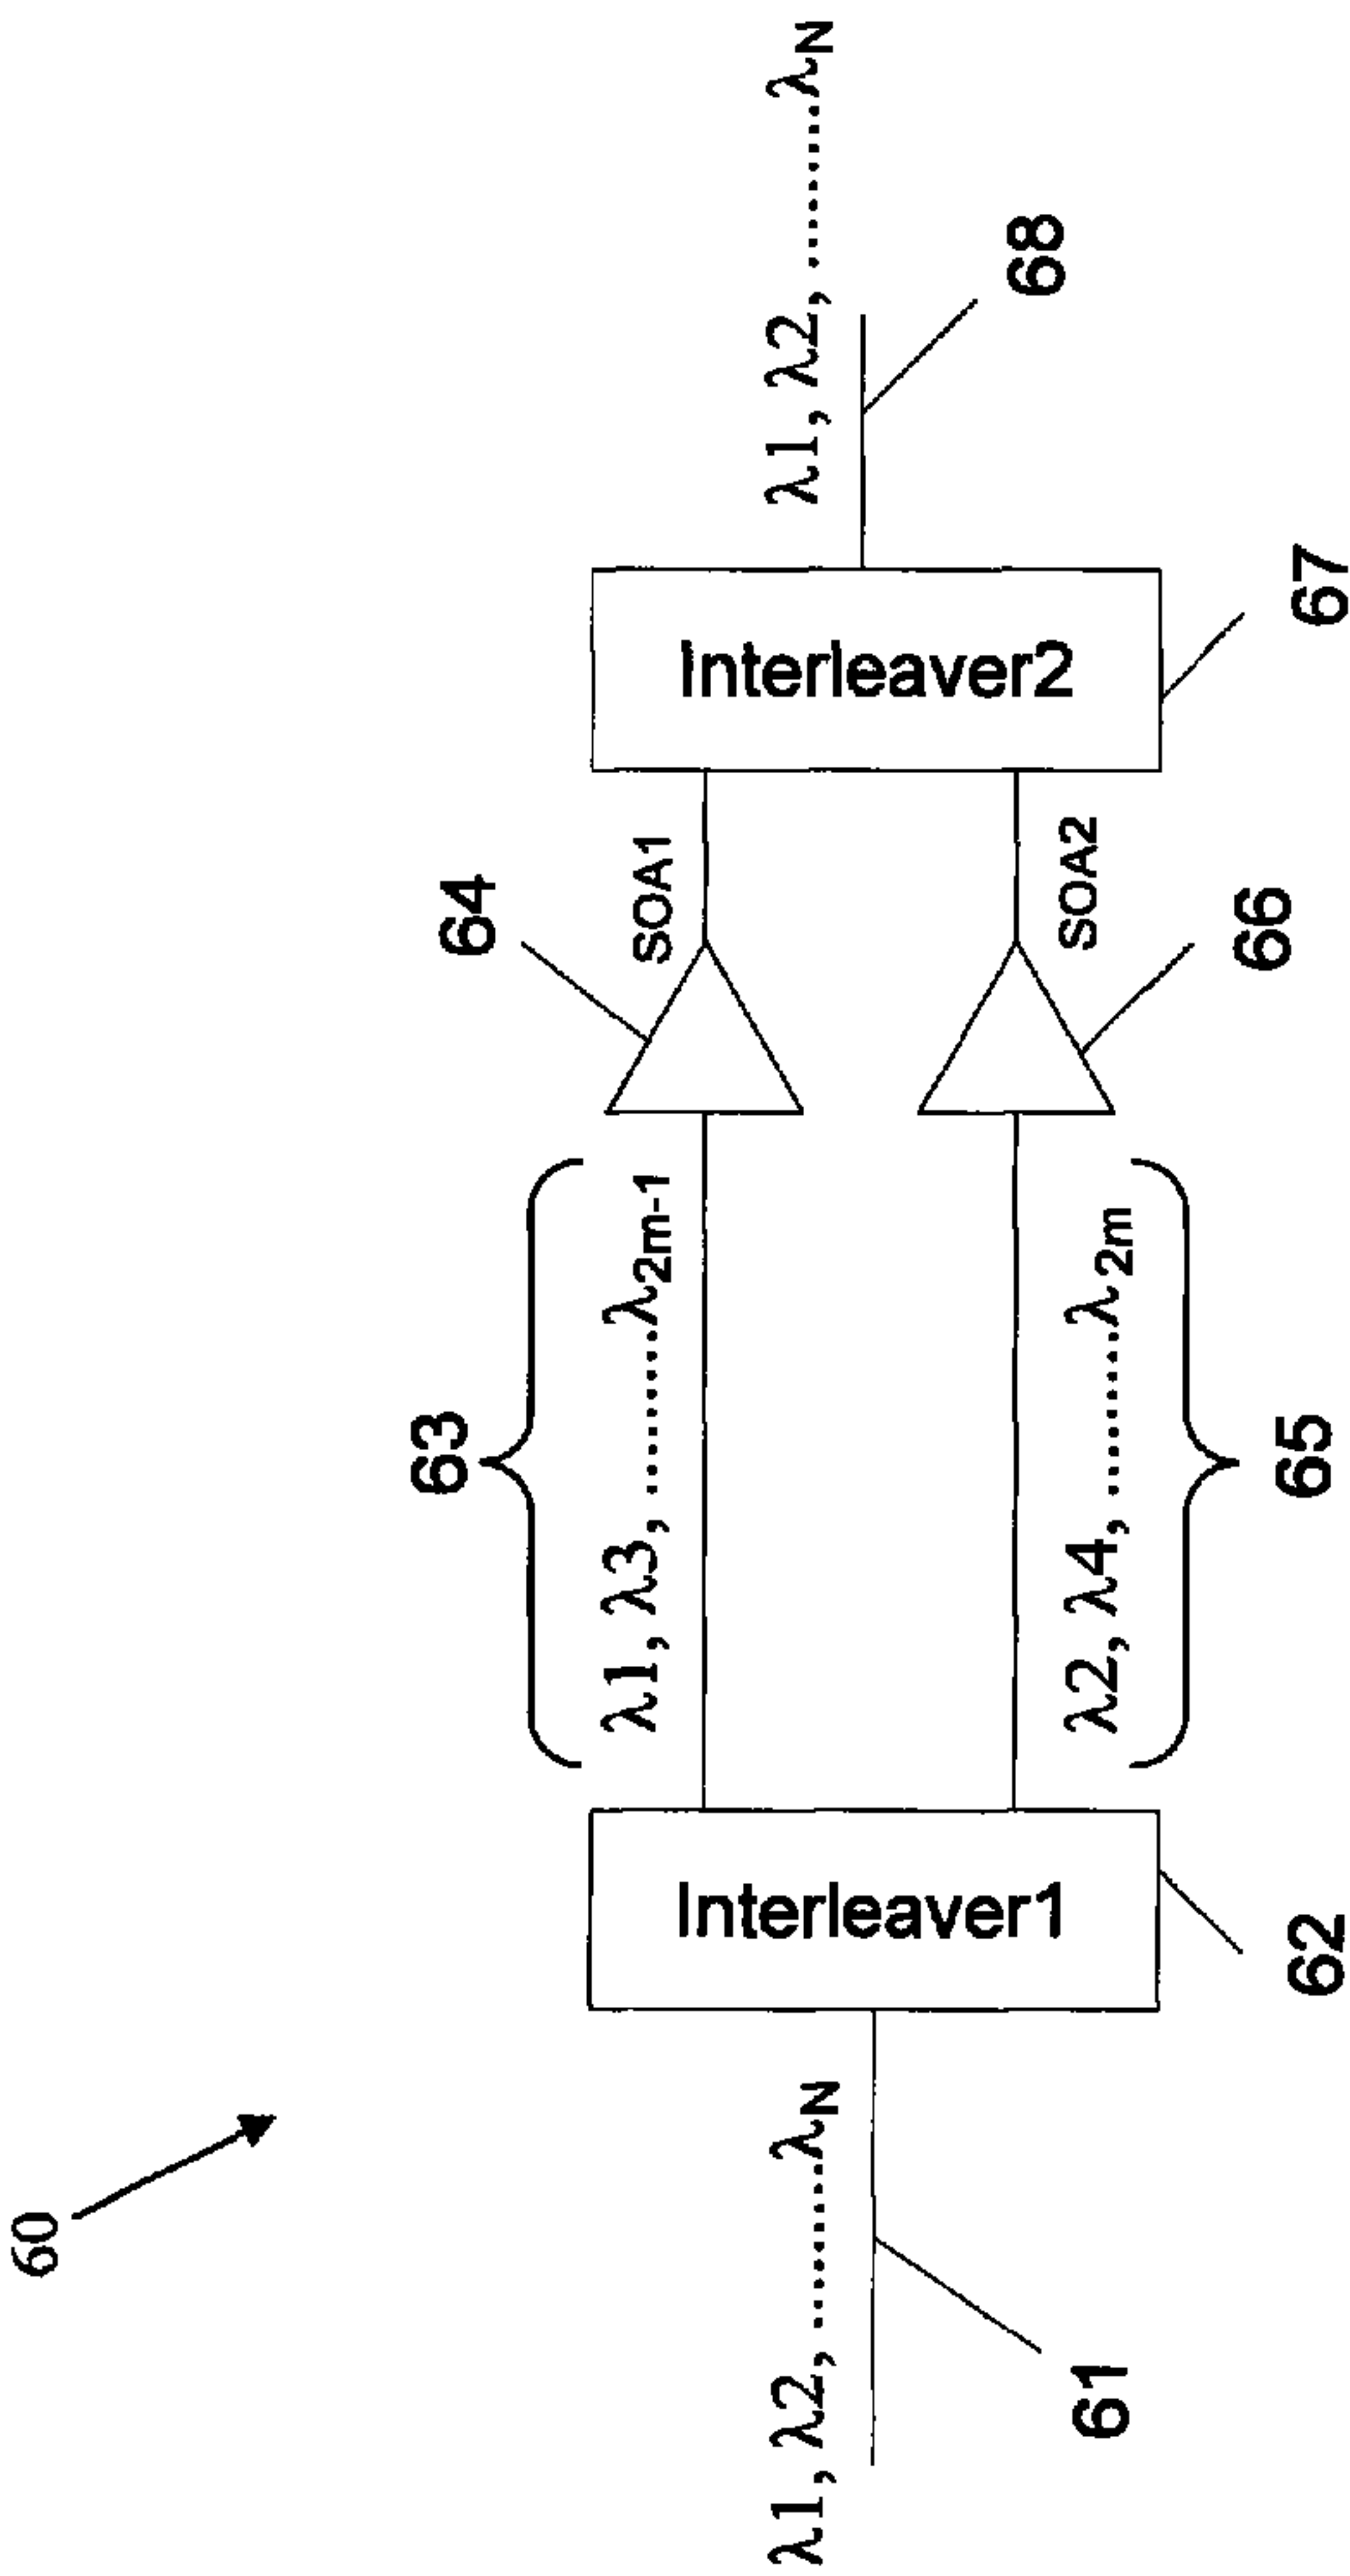 60
λ1, λ2, ..........λN
61
Interleaver1
62
63
λ1, λ3, .........λ2m-1
λ2, λ4, ........λ2m
65
64
SOA1
SOA2
66
Interleaver2
67
λ1, λ2, ..........λN
68